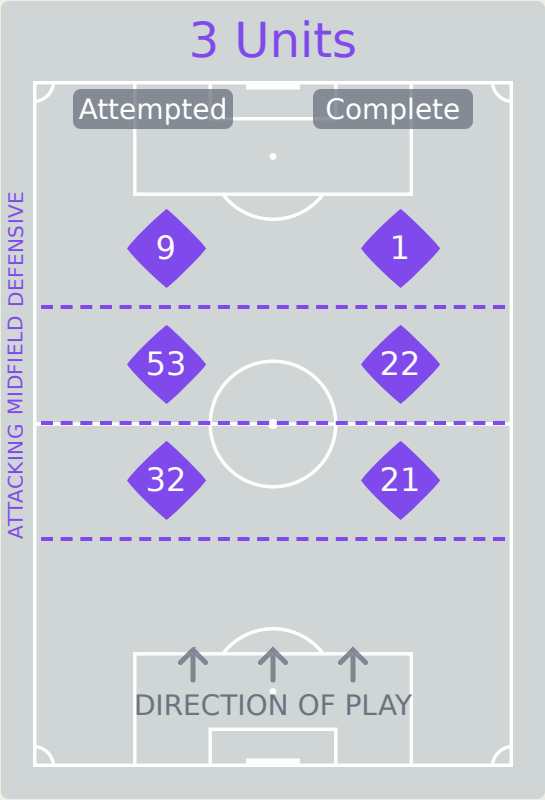 3 Units
Attempted Complete
ATTACKING MIDFIELD DEFENSIVE
9 1
53 22
32 21
DIRECTION OF PLAY